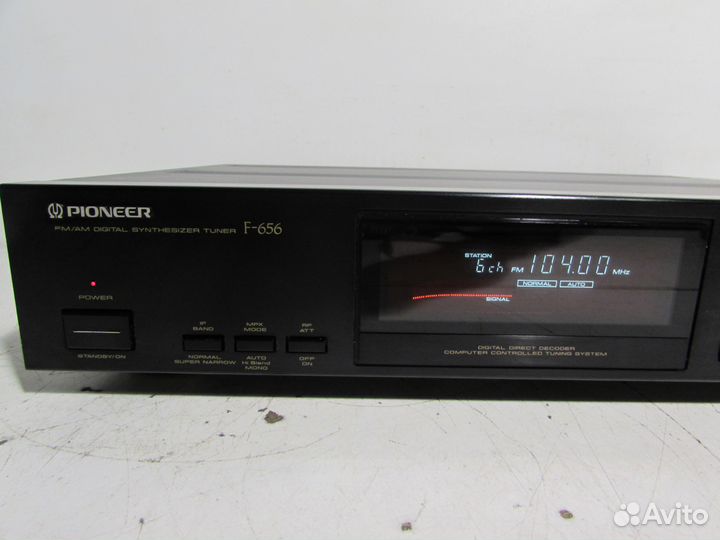 PIONEER
FM/AM DIGITAL SYNTHESIZER TUNER F-656
STATION
6ch FM 104.00 MHz
NORMAL AUTO
SIGNAL
POWER
STANDBY/ON
IF BAND
NORMAL
SUPER NARROW
MPX MODE
AUTO
Hi Blend
MONO
RF ATT
OFF
ON
DIGITAL DIRECT DECODER
COMPUTER CONTROLLED TUNING SYSTEM
Avito